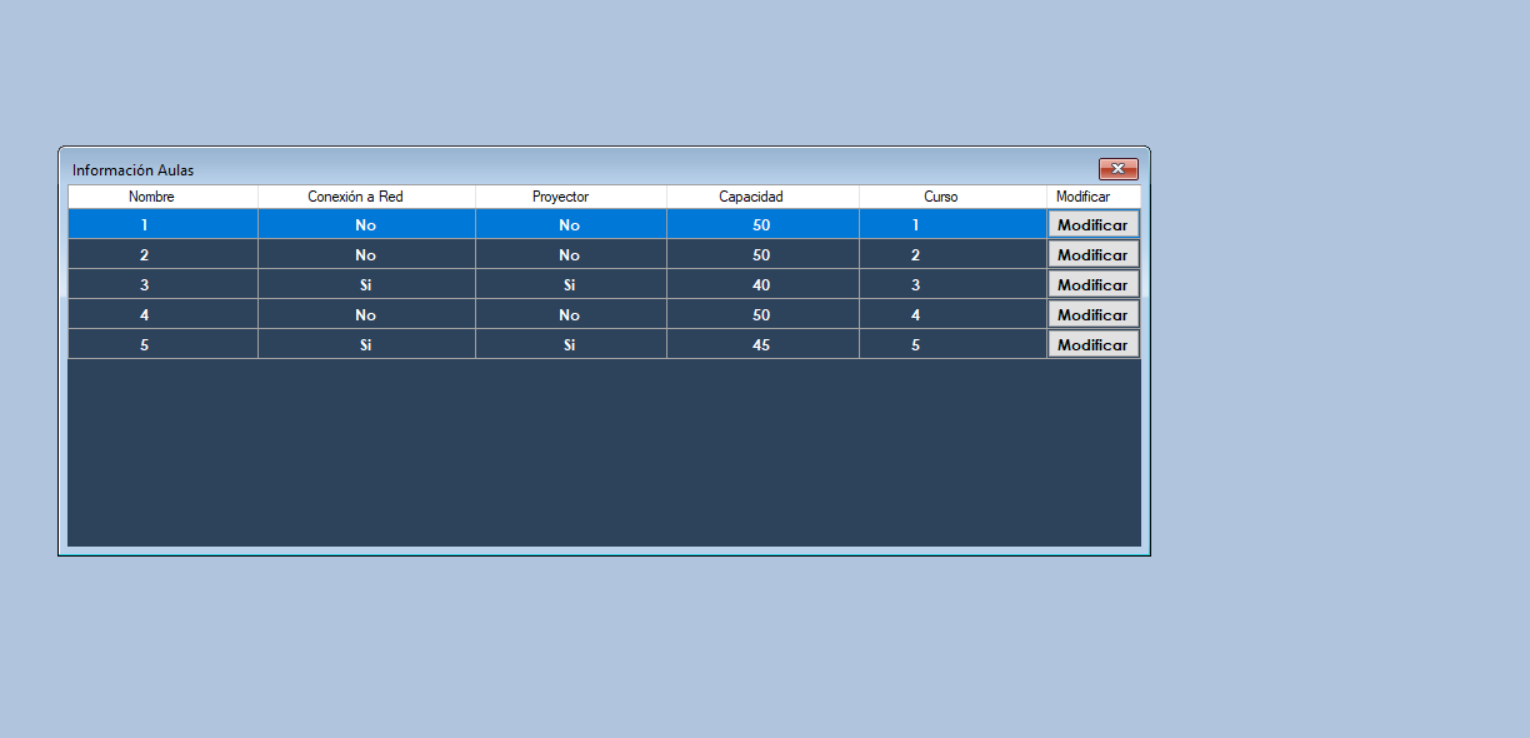 Información Aulas
Nombre Conexión a Red Proyector Capacidad Curso Modificar
1 No No 50 1 Modificar
2 No No 50 2 Modificar
3 Si Si 40 3 Modificar
4 No No 50 4 Modificar
5 Si Si 45 5 Modificar